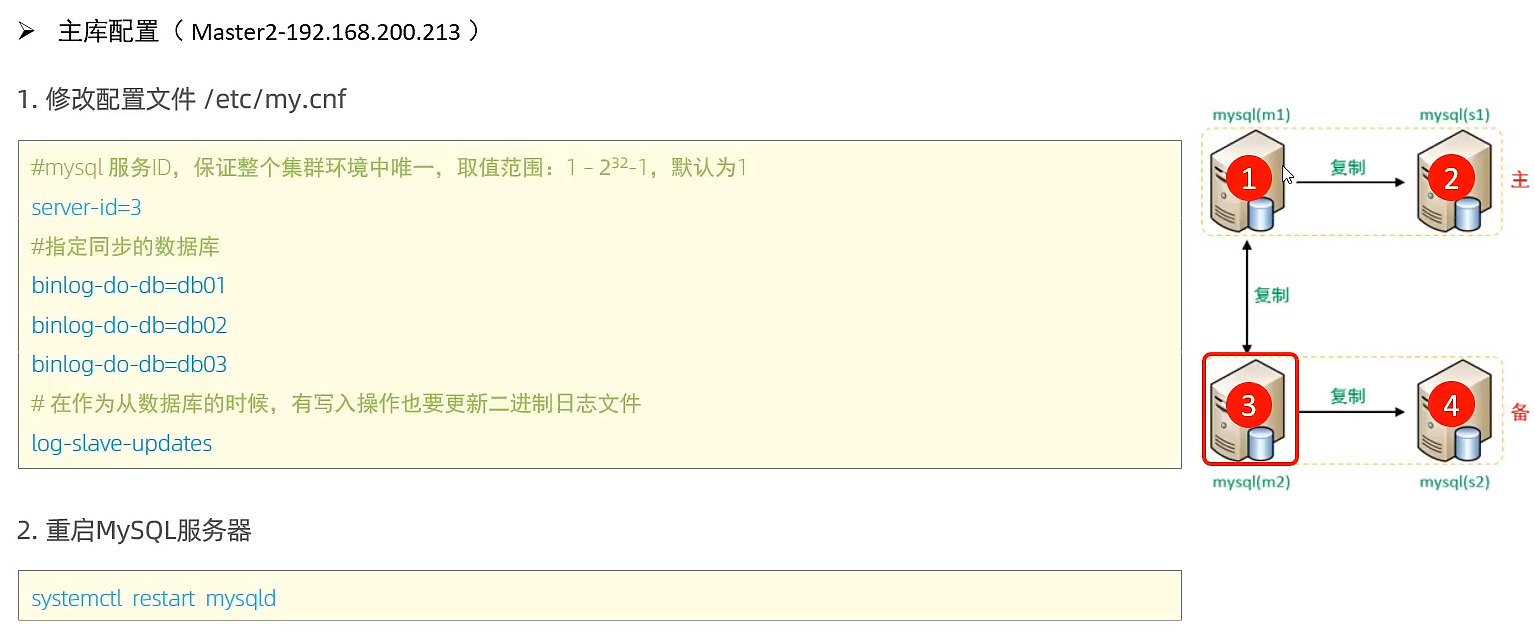 ➢ 主库配置（ Master2-192.168.200.213 ）
1. 修改配置文件 /etc/my.cnf
#mysql 服务ID，保证整个集群环境中唯一，取值范围：1 – 2³²-1，默认为1
server-id=3
#指定同步的数据库
binlog-do-db=db01
binlog-do-db=db02
binlog-do-db=db03
# 在作为从数据库的时候，有写入操作也要更新二进制日志文件
log-slave-updates
2. 重启MySQL服务器
systemctl restart mysqld
mysql(m1)
mysql(s1)
1
复制
2
主
复制
3
复制
4
备
mysql(m2)
mysql(s2)